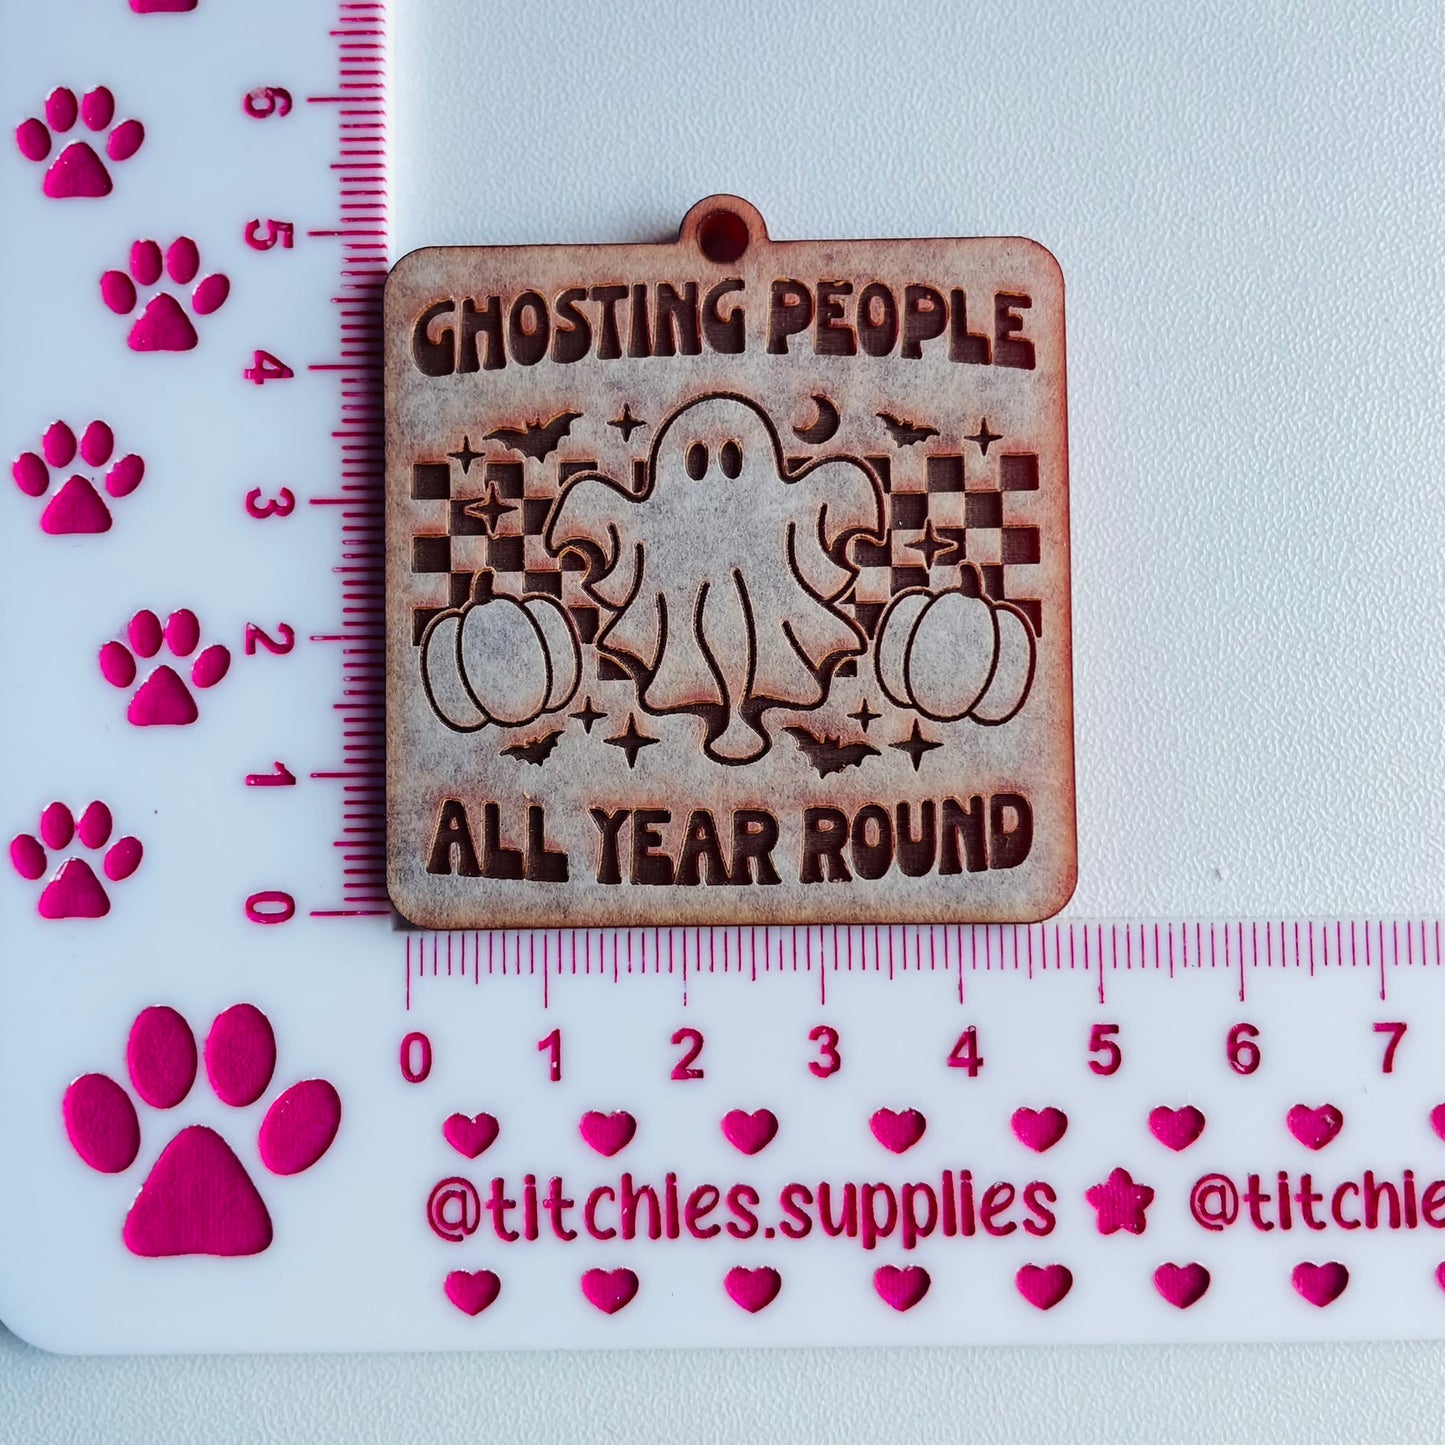 6
5
4
3
2
1
0
GHOSTING PEOPLE
ALL YEAR ROUND
0 1 2 3 4 5 6 7
@titchies.supplies ★ @titchie